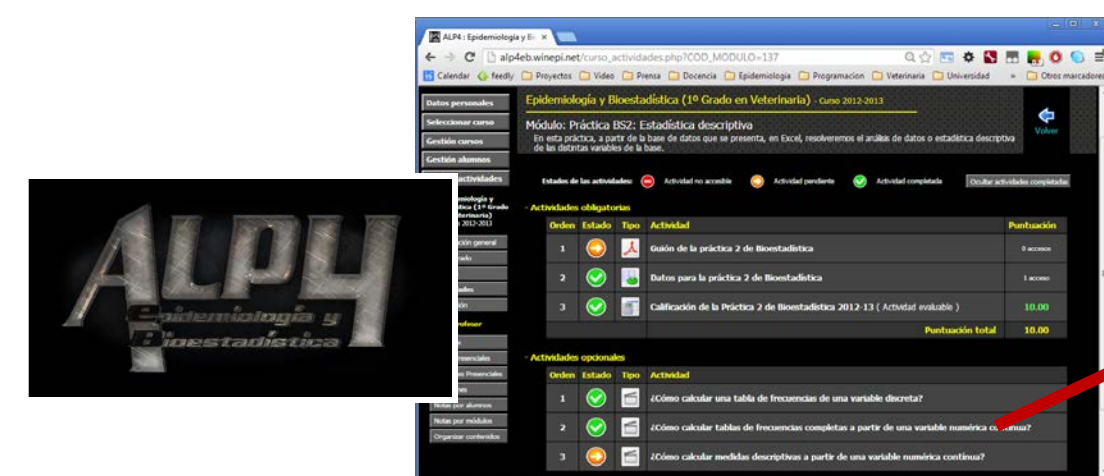 ALP4
Epidemiología y
Bioestadística
ALP4 : Epidemiología y Bi
alp4eb.winepi.net/curso_actividades.php?COD_MODULO=137
Calendar feedly Proyectos Video Prensa Docencia Epidemiologia Programacion Veterinaria Universidad » Otros marcadores
Datos personales
Seleccionar curso
Gestión cursos
Gestión alumnos
actividades
2012-2013
Notas por alumnos
Notas por módulos
Organizar contenidos
Epidemiología y Bioestadística (1º Grado en Veterinaria) - Curso 2012-2013
Módulo: Práctica BS2: Estadística descriptiva
En esta práctica, a partir de la base de datos que se presenta, en Excel, resolveremos el análisis de datos o estadística descriptiva
de las distintas variables de la base.
Volver
Estados de las actividades: Actividad no accesible Actividad pendiente Actividad completada Ocultar actividades completadas
- Actividades obligatorias
Orden Estado Tipo Actividad Puntuación
1 Guión de la práctica 2 de Bioestadística 0 accesos
2 Datos para la práctica 2 de Bioestadística 1 acceso
3 Calificación de la Práctica 2 de Bioestadística 2012-13 ( Actividad evaluable ) 10.00
Puntuación total 10.00
- Actividades opcionales
Orden Estado Tipo Actividad
1 ¿Cómo calcular una tabla de frecuencias de una variable discreta?
2 ¿Cómo calcular tablas de frecuencias completas a partir de una variable numérica continua?
3 ¿Cómo calcular medidas descriptivas a partir de una variable numérica contínua?